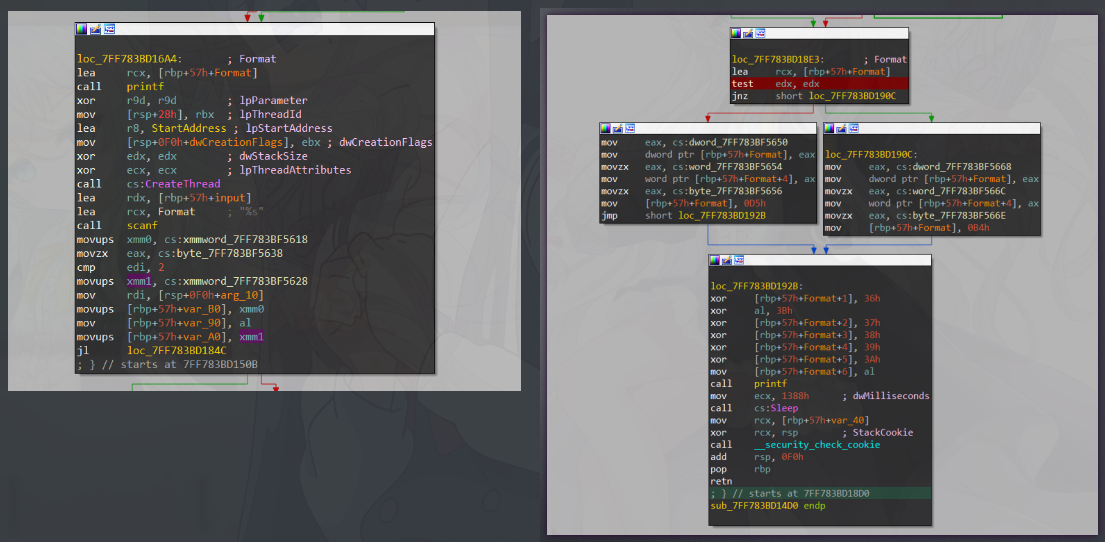 loc_7FF783BD16A4:        ; Format
lea     rcx, [rbp+57h+Format]
call    printf
xor     r9d, r9d         ; lpParameter
mov     [rsp+28h], rbx  ; lpThreadId
lea     r8, StartAddress ; lpStartAddress
mov     [rsp+0F0h+dwCreationFlags], ebx ; dwCreationFlags
xor     edx, edx         ; dwStackSize
xor     ecx, ecx         ; lpThreadAttributes
call    cs:CreateThread
lea     rdx, [rbp+57h+input]
lea     rcx, Format     ; "%s"
call    scanf
movups  xmm0, cs:xmmword_7FF783BF5618
movzx   eax, cs:byte_7FF783BF5638
cmp     edi, 2
movups  xmm1, cs:xmmword_7FF783BF5628
mov     rdi, [rsp+0F0h+arg_10]
movups  [rbp+57h+var_B0], xmm0
mov     [rbp+57h+var_90], al
movups  [rbp+57h+var_A0], xmm1
jl      loc_7FF783BD184C
; } // starts at 7FF783BD150B
loc_7FF783BD18E3:        ; Format
lea     rcx, [rbp+57h+Format]
test    edx, edx
jnz     short loc_7FF783BD190C
mov     eax, cs:dword_7FF783BF5650
mov     dword ptr [rbp+57h+Format], eax
movzx   eax, cs:word_7FF783BF5654
mov     word ptr [rbp+57h+Format+4], ax
movzx   eax, cs:byte_7FF783BF5656
mov     [rbp+57h+Format], 0D5h
jmp     short loc_7FF783BD192B
loc_7FF783BD190C:
mov     eax, cs:dword_7FF783BF5668
mov     dword ptr [rbp+57h+Format], eax
movzx   eax, cs:word_7FF783BF566C
mov     word ptr [rbp+57h+Format+4], ax
movzx   eax, cs:byte_7FF783BF566E
mov     [rbp+57h+Format], 0B4h
loc_7FF783BD192B:
xor     [rbp+57h+Format+1], 36h
xor     al, 3Bh
xor     [rbp+57h+Format+2], 37h
xor     [rbp+57h+Format+3], 38h
xor     [rbp+57h+Format+4], 39h
xor     [rbp+57h+Format+5], 3Ah
mov     [rbp+57h+Format+6], al
call    printf
mov     ecx, 1388h      ; dwMilliseconds
call    cs:Sleep
mov     rcx, [rbp+57h+var_40]
xor     rcx, rsp        ; StackCookie
call    __security_check_cookie
add     rsp, 0F0h
pop     rbp
retn
; } // starts at 7FF783BD18D0
sub_7FF783BD14D0 endp